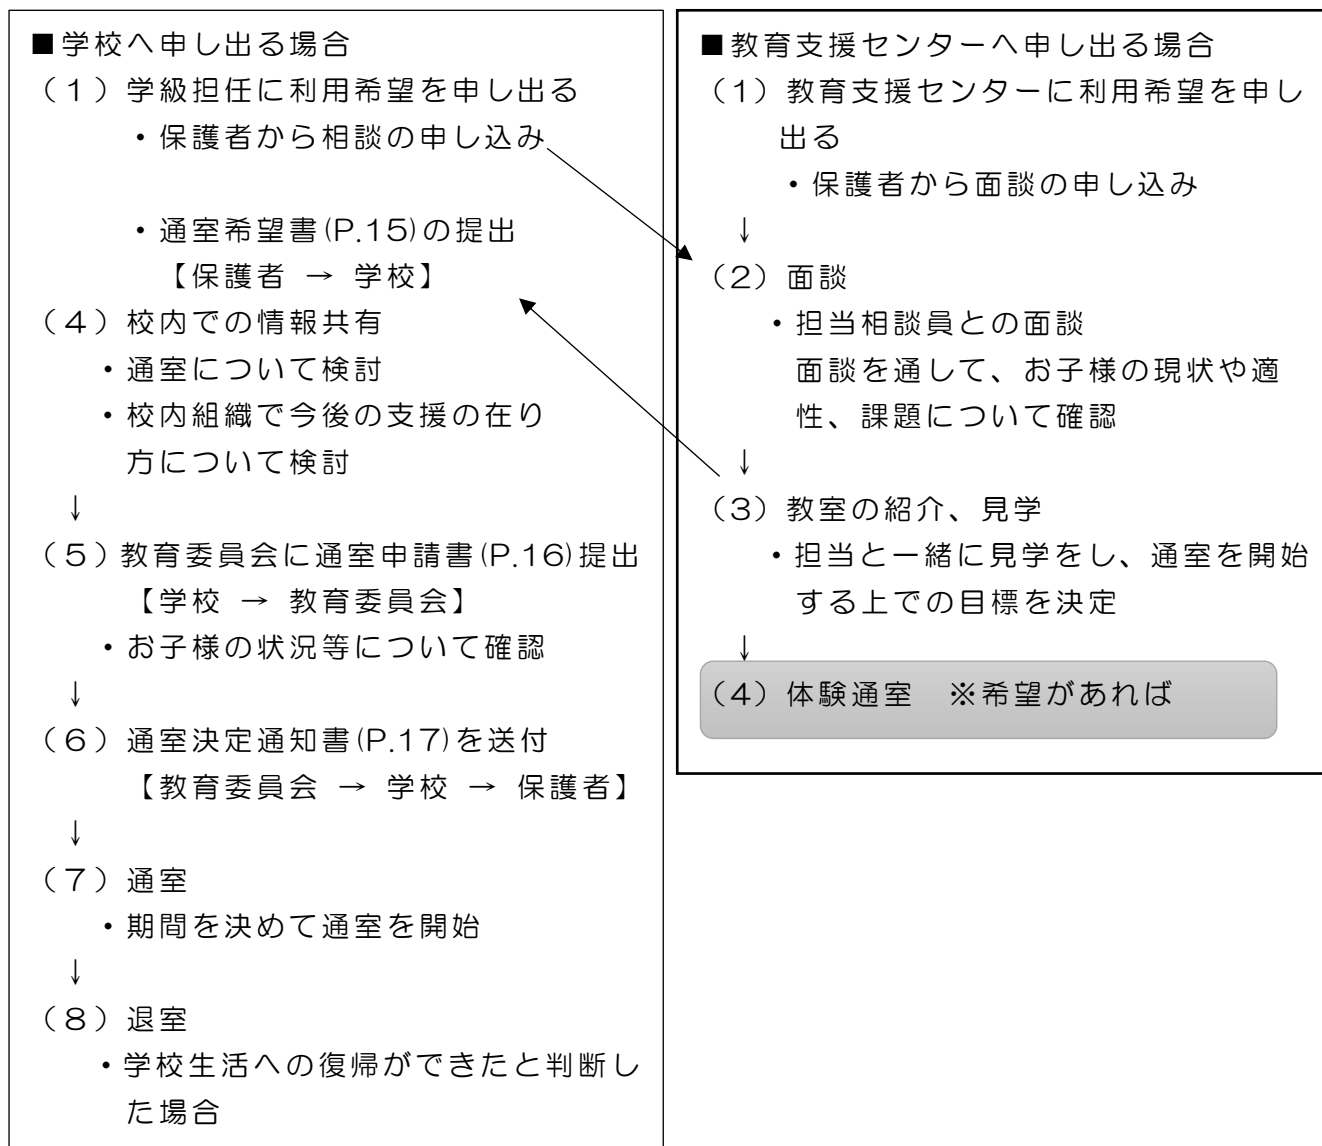 ■学校へ申し出る場合
(1)学級担任に利用希望を申し出る
・保護者から相談の申し込み
・通室希望書(P.15)の提出
【保護者 → 学校】
(4)校内での情報共有
・通室について検討
・校内組織で今後の支援の在り
方について検討
↓
(5)教育委員会に通室申請書(P.16)提出
【学校 → 教育委員会】
・お子様の状況等について確認
↓
(6)通室決定通知書(P.17)を送付
【教育委員会 → 学校 → 保護者】
↓
(7)通室
・期間を決めて通室を開始
↓
(8)退室
・学校生活への復帰ができたと判断し
た場合
■教育支援センターへ申し出る場合
(1)教育支援センターに利用希望を申し
出る
・保護者から面談の申し込み
↓
(2)面談
・担当相談員との面談
面談を通して、お子様の現状や適
性、課題について確認
↓
(3)教室の紹介、見学
・担当と一緒に見学をし、通室を開始
する上での目標を決定
↓
(4)体験通室 ※希望があれば